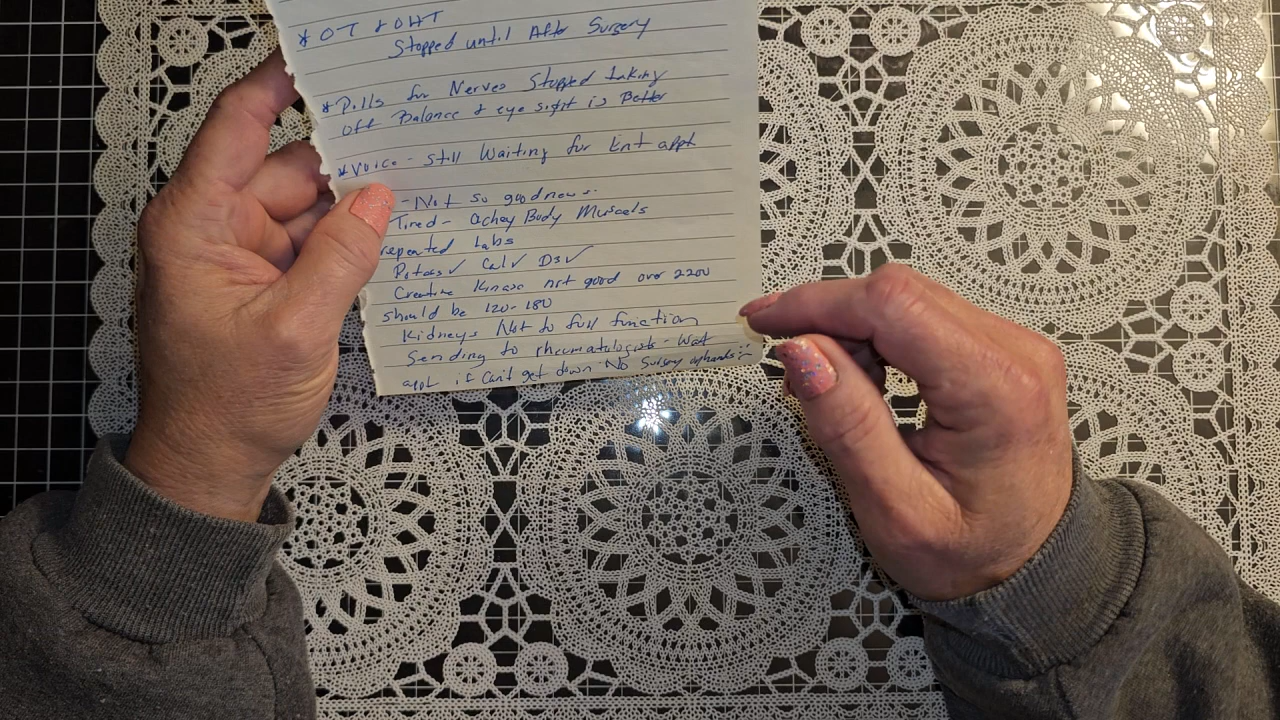 * OT & OHT
Stopped until After Surgery
* Pills for Nerves Stopped taking
off Balance & eye sight is Better
* Voice - Still Waiting for Ent appt
- Not so good news.
Tired - Achey Body Muscels
repeated Labs
Potass ✓ Cal ✓ D3 ✓
Creatine Kinase not good over 2200
should be 120-180
Kidneys Not to full function
Sending to rheumatologists - Wait
appt if Can't get down No Surgery